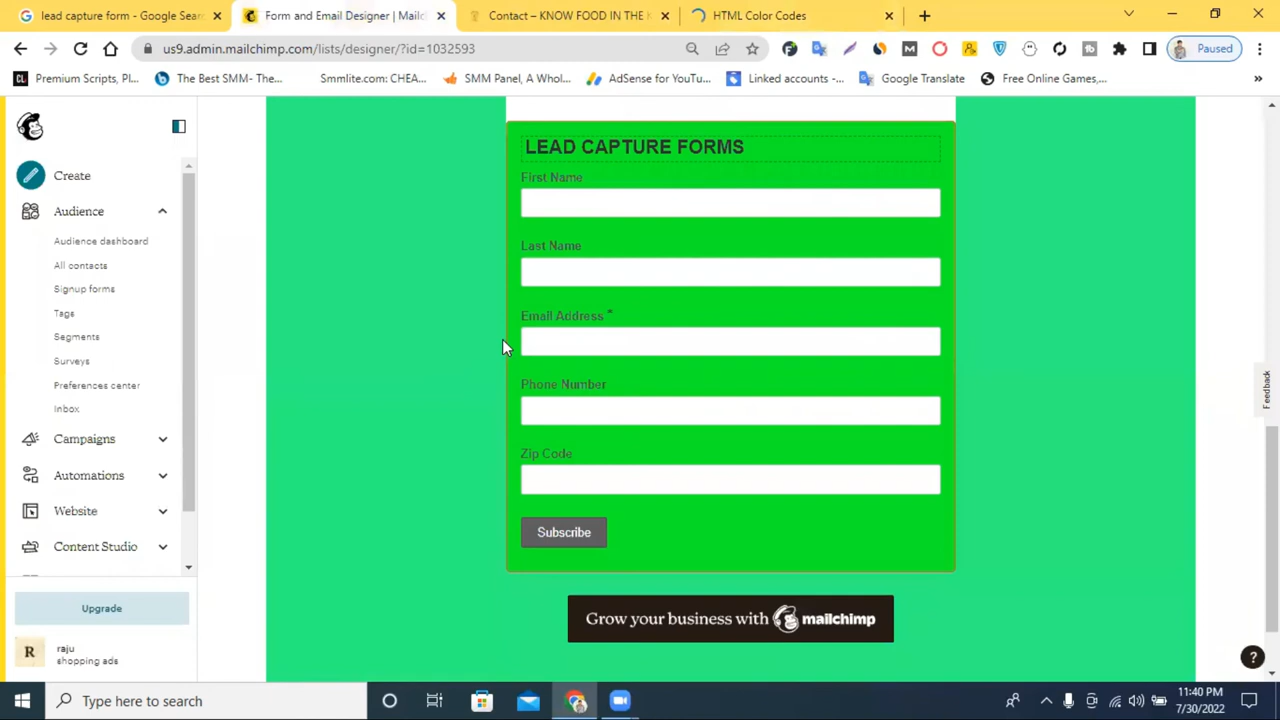 lead capture form - Google Sear
Form and Email Designer | Mailc
Contact – KNOW FOOD IN THE K
HTML Color Codes
us9.admin.mailchimp.com/lists/designer/?id=1032593
Paused
Premium Scripts, Pl...
The Best SMM- The...
Smmlite.com: CHEA...
SMM Panel, A Whol...
AdSense for YouTu...
Linked accounts -...
Google Translate
Free Online Games,...
»
Create
Audience
Audience dashboard
All contacts
Signup forms
Tags
Segments
Surveys
Preferences center
Inbox
Campaigns
Automations
Website
Content Studio
Upgrade
R
raju
shopping ads
LEAD CAPTURE FORMS
First Name
Last Name
Email Address *
Phone Number
Zip Code
Subscribe
Grow your business with mailchimp
Feedback
?
Type here to search
11:40 PM
7/30/2022